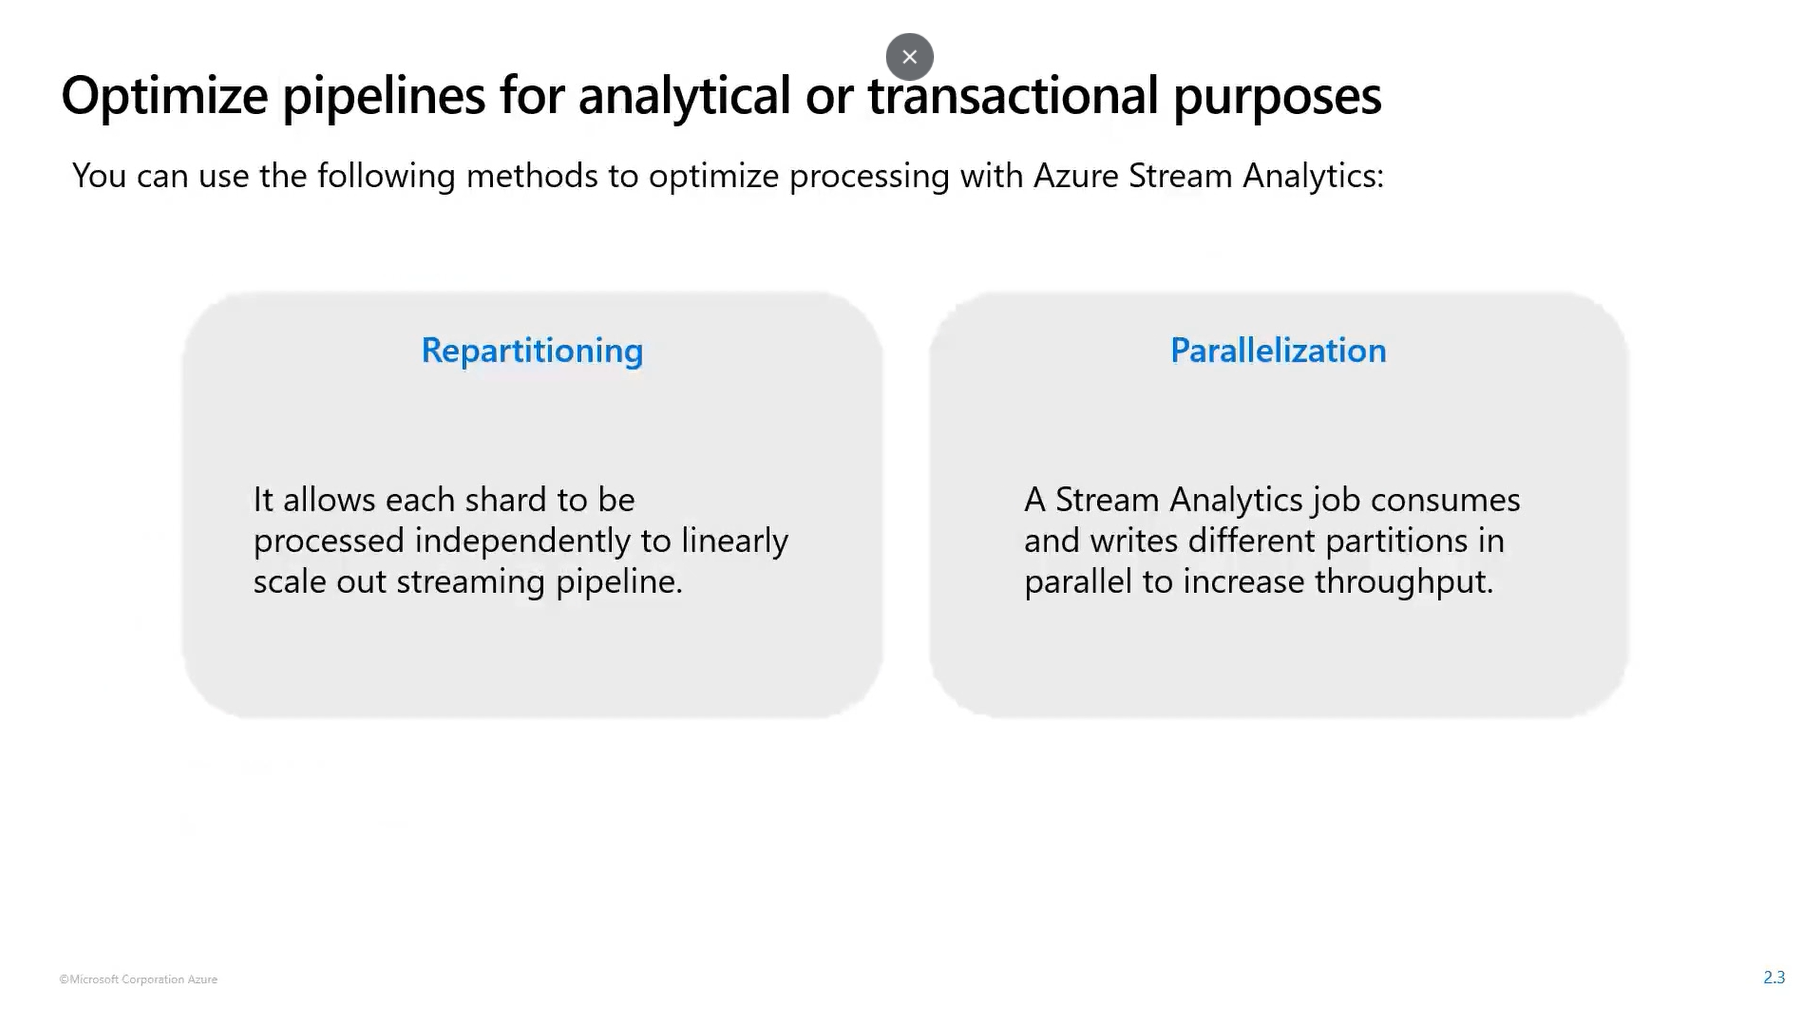 Optimize pipelines for analytical or transactional purposes
You can use the following methods to optimize processing with Azure Stream Analytics:
Repartitioning
It allows each shard to be
processed independently to linearly
scale out streaming pipeline.
Parallelization
A Stream Analytics job consumes
and writes different partitions in
parallel to increase throughput.
©Microsoft Corporation Azure
2.3